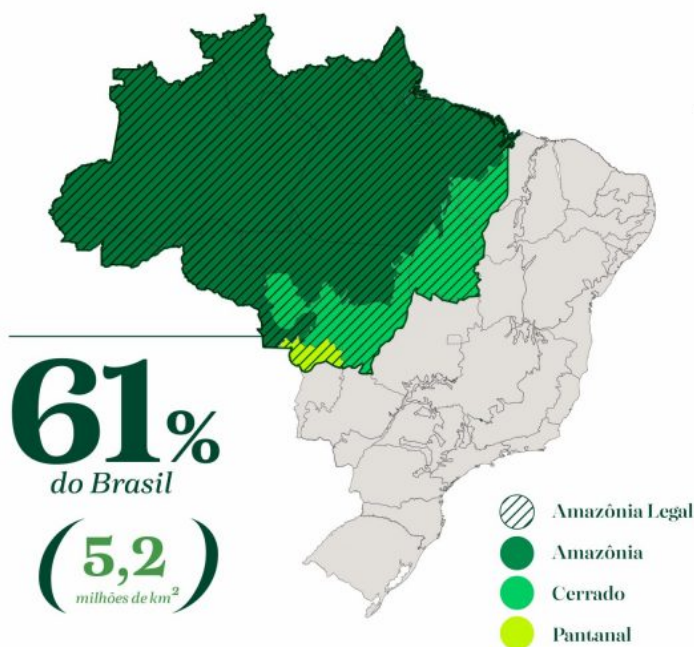 61%
do Brasil
(5,2
milhões de km²)
Amazônia Legal
Amazônia
Cerrado
Pantanal